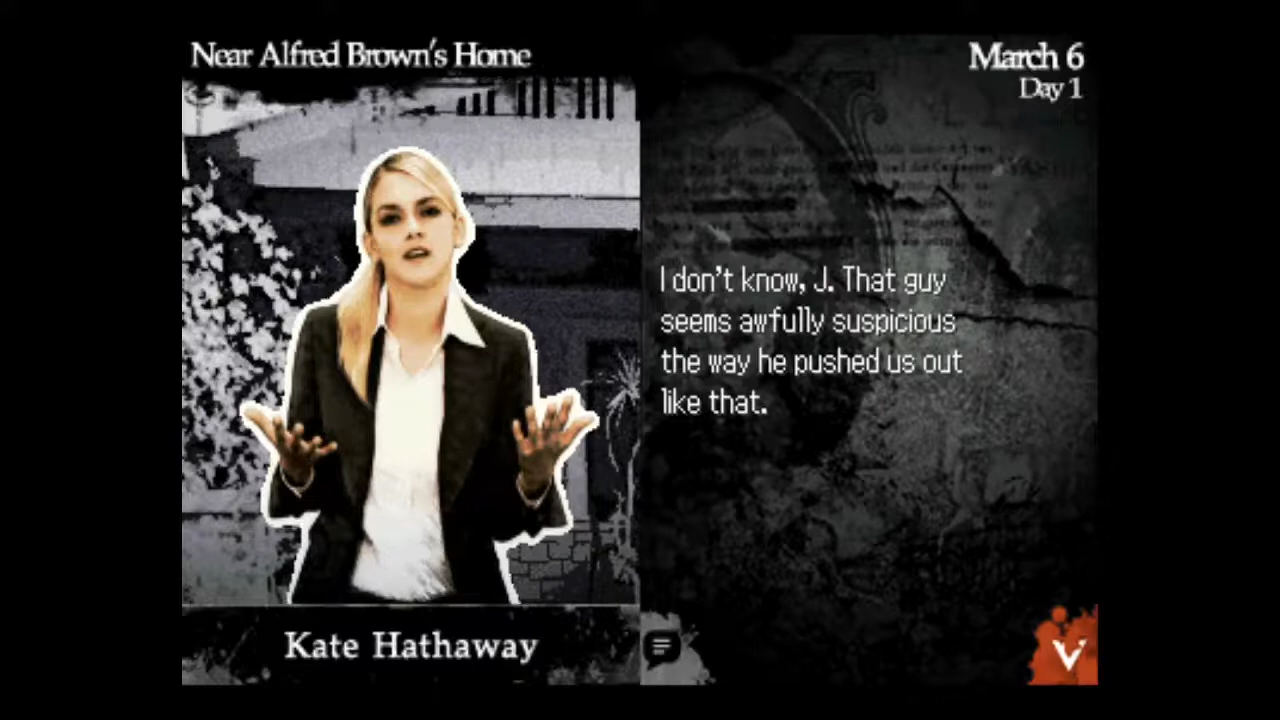 Near Alfred Brown's Home
March 6
Day 1
I don't know, J. That guy
seems awfully suspicious
the way he pushed us out
like that.
Kate Hathaway